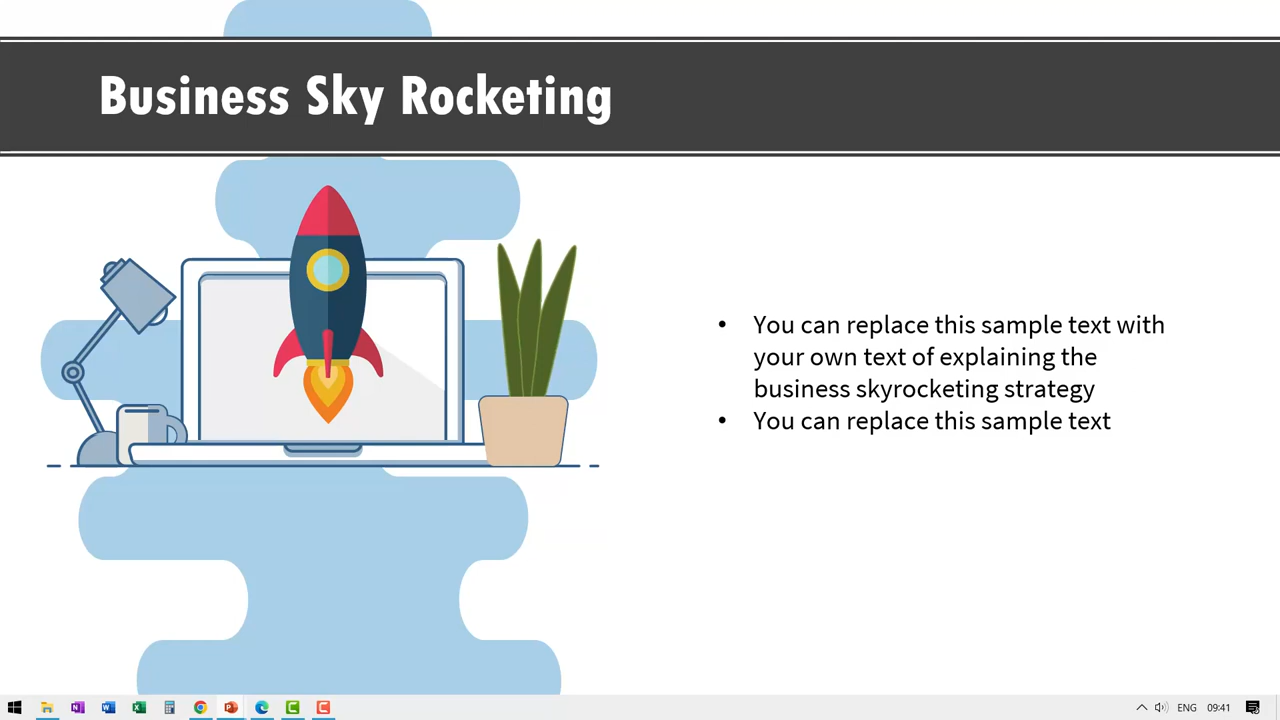 Business Sky Rocketing
• You can replace this sample text with
your own text of explaining the
business skyrocketing strategy
• You can replace this sample text
ENG
09:41